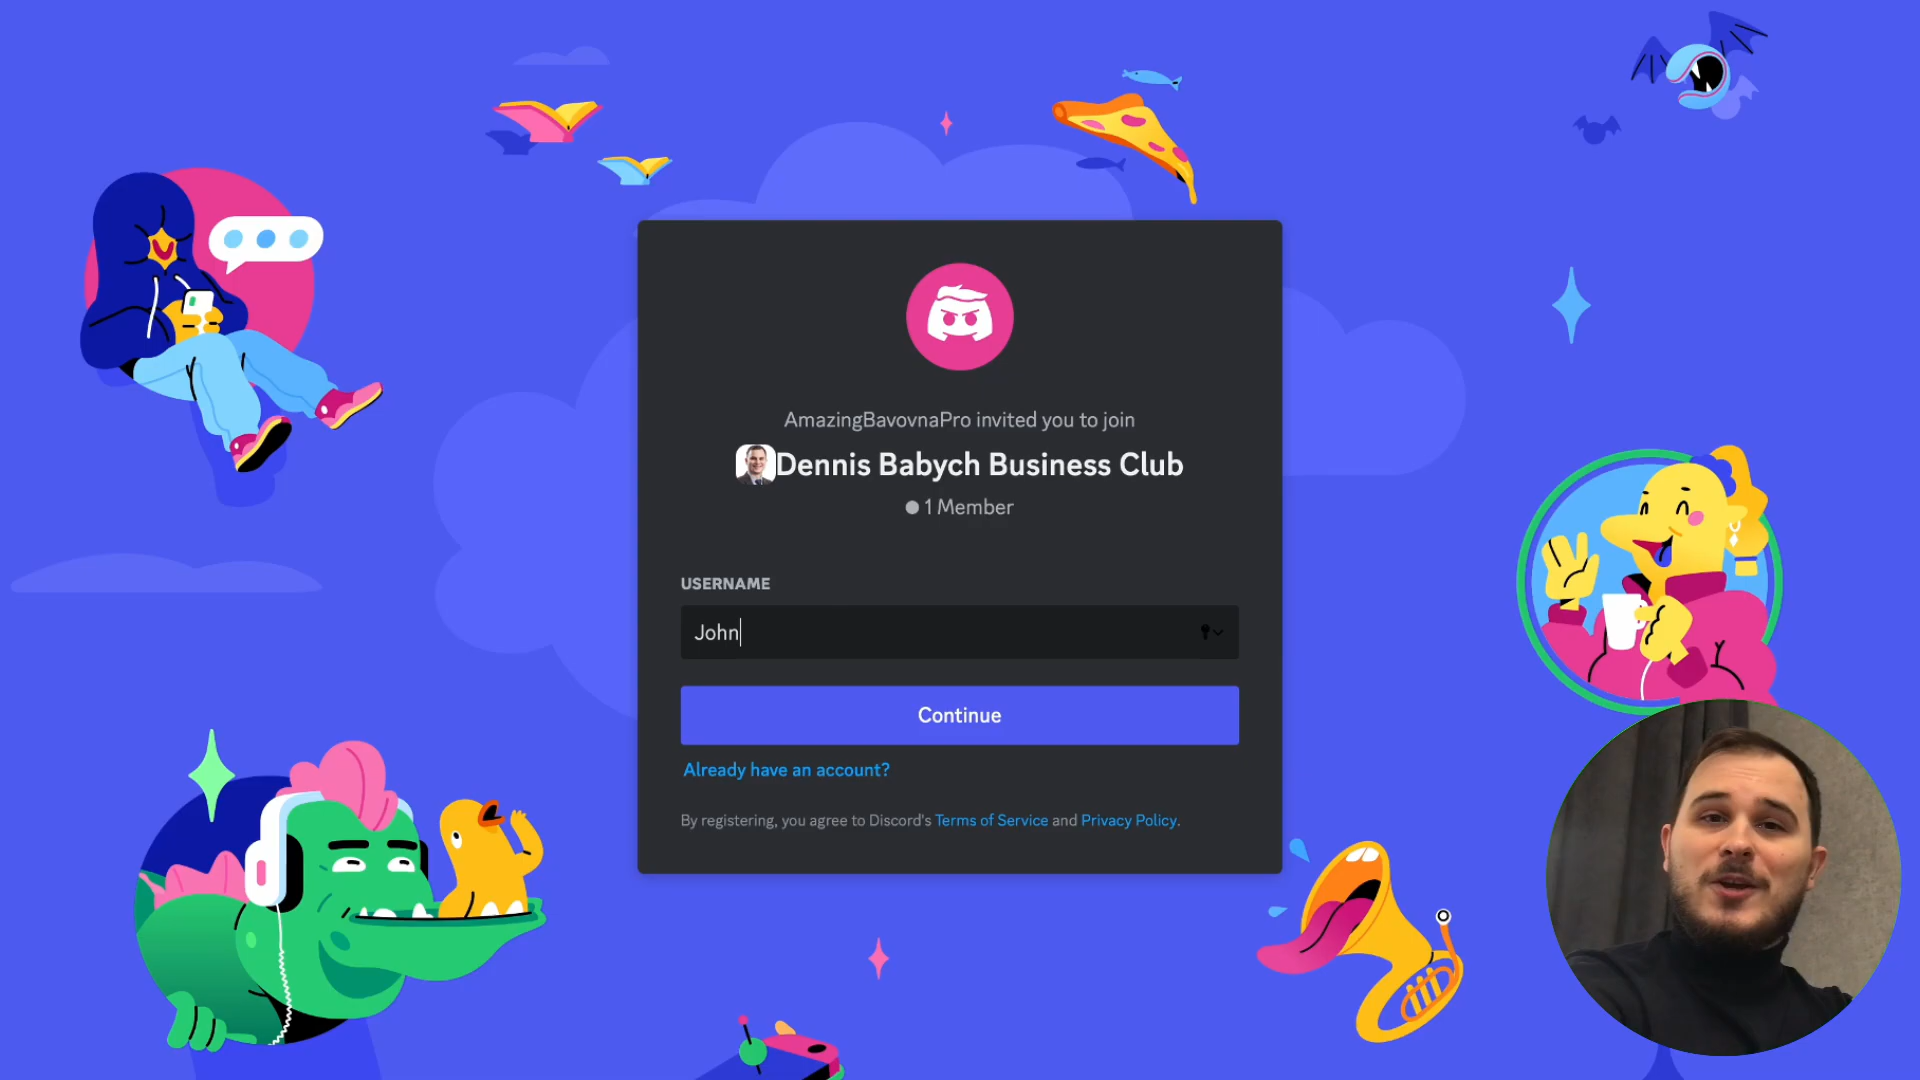 AmazingBavovnaPro invited you to join
Dennis Babych Business Club
1 Member
USERNAME
John
Continue
Already have an account?
By registering, you agree to Discord's Terms of Service and Privacy Policy.